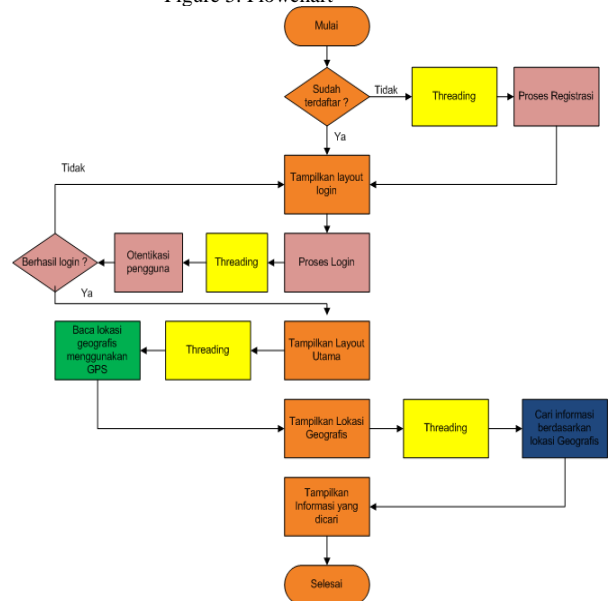 Figure Flowchart
Mulai
Sudah
terdaftar ?
Tidak
Threading
Proses Registrasi
Ya
Tidak
Tampilkan layout
login
Berhasil login ?
Otentikasi
pengguna
Threading
Proses Login
Ya
Baca lokasi
geografis
menggunakan
GPS
Threading
Tampilkan Layout
Utama
Tampilkan Lokasi
Geografis
Threading
Cari informasi
berdasarkan
lokasi Geografis
Tampilkan
Informasi yang
dicari
Selesai